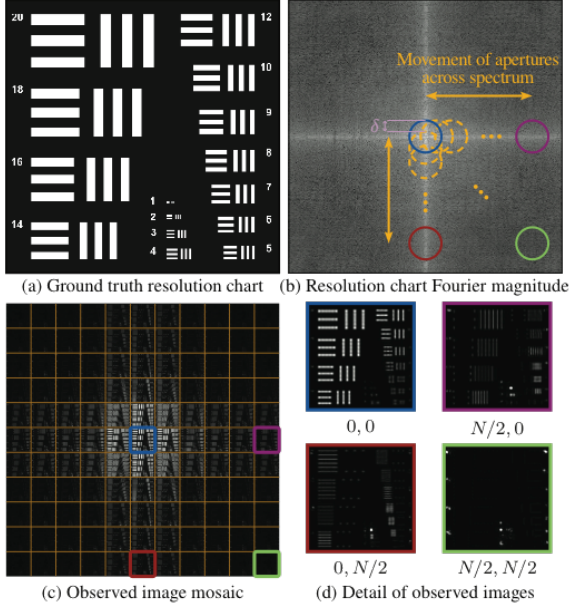 20
12
18
10
16
9
8
14
1
7
2
3
6
4
5
Movement of apertures
across spectrum
δ
(a) Ground truth resolution chart
(b) Resolution chart Fourier magnitude
0, 0
N/2, 0
0, N/2
N/2, N/2
(c) Observed image mosaic
(d) Detail of observed images